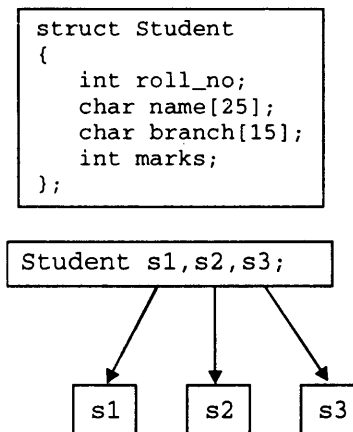 struct Student
{
int roll_no;
char name[25];
char branch[15];
int marks;
};
Student s1,s2,s3;
s1 s2 s3